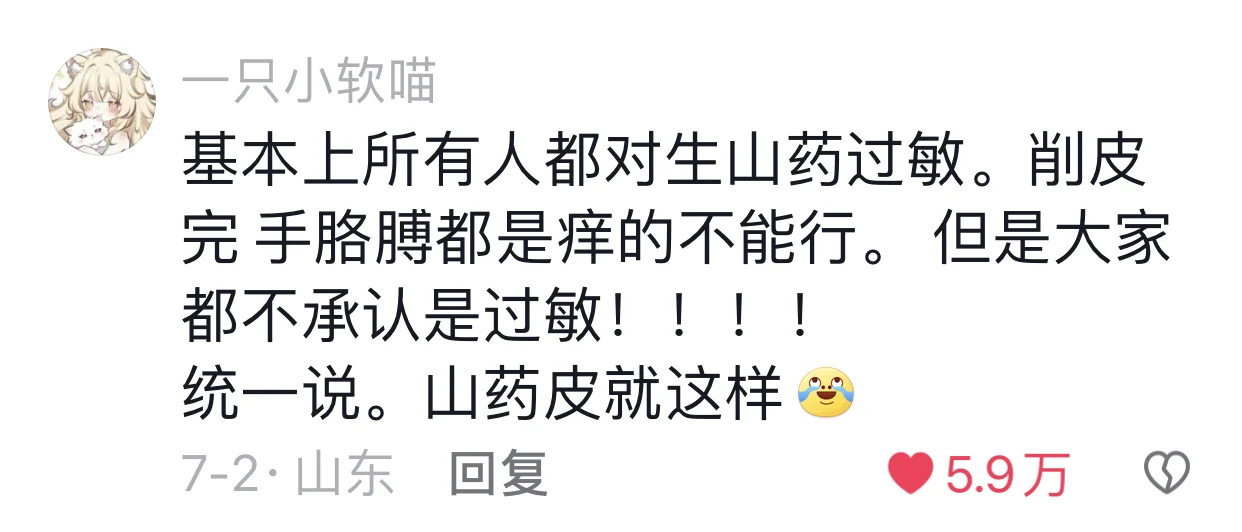 一只小软喵
基本上所有人都对生山药过敏。削皮
完 手胳膊都是痒的不能行。 但是大家
都不承认是过敏！！！！
统一说。山药皮就这样
7-2·山东 回复 5.9万